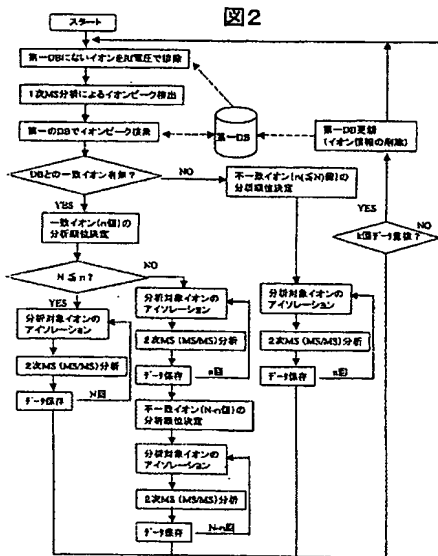 図2
スタート
第一DBにないイオンをRf電圧で排除
1次MS分析によるイオンピーク検出
第一のDBでイオンピーク検索
第一DB
第一DB更新
(イオン情報の削除)
DBとの一致イオン有無?
NO
YES
不一致イオン(n(≦N)個)の
分析順位決定
一致イオン(n個)の
分析順位決定
YES
NO
データ重複?
N≦n?
NO
YES
分析対象イオンの
アイソレーション
2次MS (MS/MS) 分析
データ保存
N回
分析対象イオンの
アイソレーション
2次MS (MS/MS) 分析
データ保存
n回
分析対象イオンの
アイソレーション
2次MS (MS/MS) 分析
データ保存
n回
不一致イオン(N-n個)の
分析順位決定
分析対象イオンの
アイソレーション
2次MS (MS/MS) 分析
データ保存
N-n回